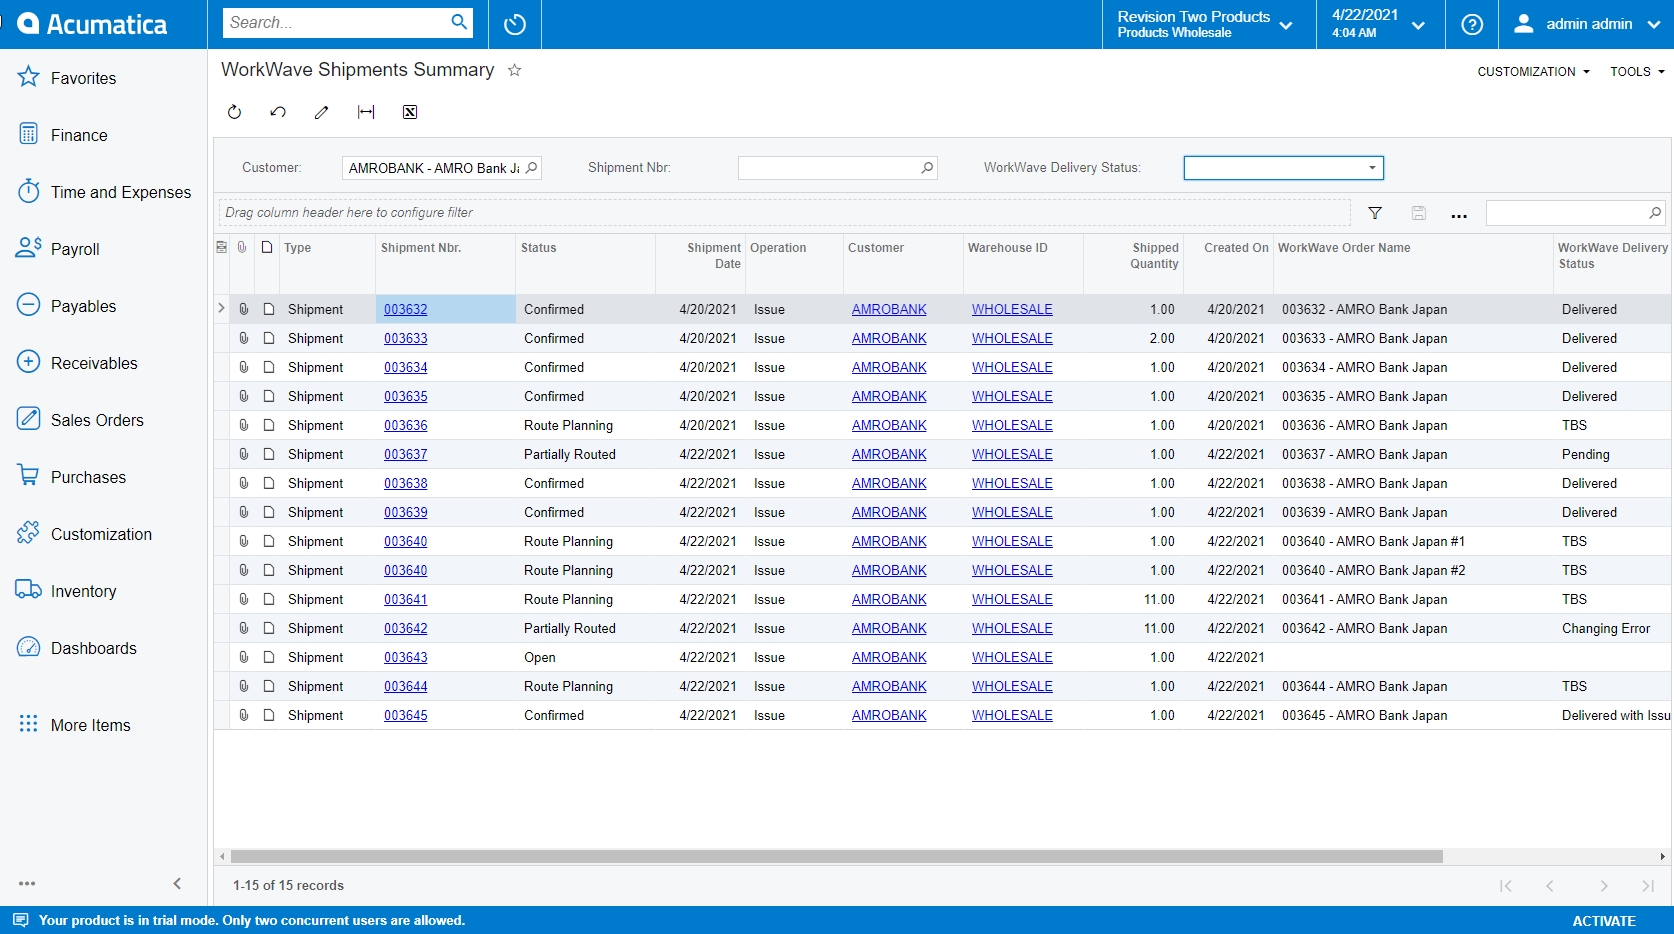 Acumatica
Search...
Revision Two Products
Products Wholesale
4/22/2021
4:04 AM
admin admin
Favorites
Finance
Time and Expenses
Payroll
Payables
Receivables
Sales Orders
Purchases
Customization
Inventory
Dashboards
More Items
WorkWave Shipments Summary
CUSTOMIZATION TOOLS
Customer: AMROBANK - AMRO Bank Ja Shipment Nbr: WorkWave Delivery Status:
Drag column header here to configure filter
Type Shipment Nbr. Status Shipment Date Operation Customer Warehouse ID Shipped Quantity Created On WorkWave Order Name WorkWave Delivery Status
Shipment 003632 Confirmed 4/20/2021 Issue AMROBANK WHOLESALE 1.00 4/20/2021 003632 - AMRO Bank Japan Delivered
Shipment 003633 Confirmed 4/20/2021 Issue AMROBANK WHOLESALE 2.00 4/20/2021 003633 - AMRO Bank Japan Delivered
Shipment 003634 Confirmed 4/20/2021 Issue AMROBANK WHOLESALE 1.00 4/20/2021 003634 - AMRO Bank Japan Delivered
Shipment 003635 Confirmed 4/20/2021 Issue AMROBANK WHOLESALE 1.00 4/20/2021 003635 - AMRO Bank Japan Delivered
Shipment 003636 Route Planning 4/20/2021 Issue AMROBANK WHOLESALE 1.00 4/20/2021 003636 - AMRO Bank Japan TBS
Shipment 003637 Partially Routed 4/22/2021 Issue AMROBANK WHOLESALE 1.00 4/22/2021 003637 - AMRO Bank Japan Pending
Shipment 003638 Confirmed 4/22/2021 Issue AMROBANK WHOLESALE 1.00 4/22/2021 003638 - AMRO Bank Japan Delivered
Shipment 003639 Confirmed 4/22/2021 Issue AMROBANK WHOLESALE 1.00 4/22/2021 003639 - AMRO Bank Japan Delivered
Shipment 003640 Route Planning 4/22/2021 Issue AMROBANK WHOLESALE 1.00 4/22/2021 003640 - AMRO Bank Japan #1 TBS
Shipment 003640 Route Planning 4/22/2021 Issue AMROBANK WHOLESALE 1.00 4/22/2021 003640 - AMRO Bank Japan #2 TBS
Shipment 003641 Route Planning 4/22/2021 Issue AMROBANK WHOLESALE 11.00 4/22/2021 003641 - AMRO Bank Japan TBS
Shipment 003642 Partially Routed 4/22/2021 Issue AMROBANK WHOLESALE 11.00 4/22/2021 003642 - AMRO Bank Japan Changing Error
Shipment 003643 Open 4/22/2021 Issue AMROBANK WHOLESALE 1.00 4/22/2021
Shipment 003644 Route Planning 4/22/2021 Issue AMROBANK WHOLESALE 1.00 4/22/2021 003644 - AMRO Bank Japan TBS
Shipment 003645 Confirmed 4/22/2021 Issue AMROBANK WHOLESALE 1.00 4/22/2021 003645 - AMRO Bank Japan Delivered with Issu
1-15 of 15 records
Your product is in trial mode. Only two concurrent users are allowed.
ACTIVATE